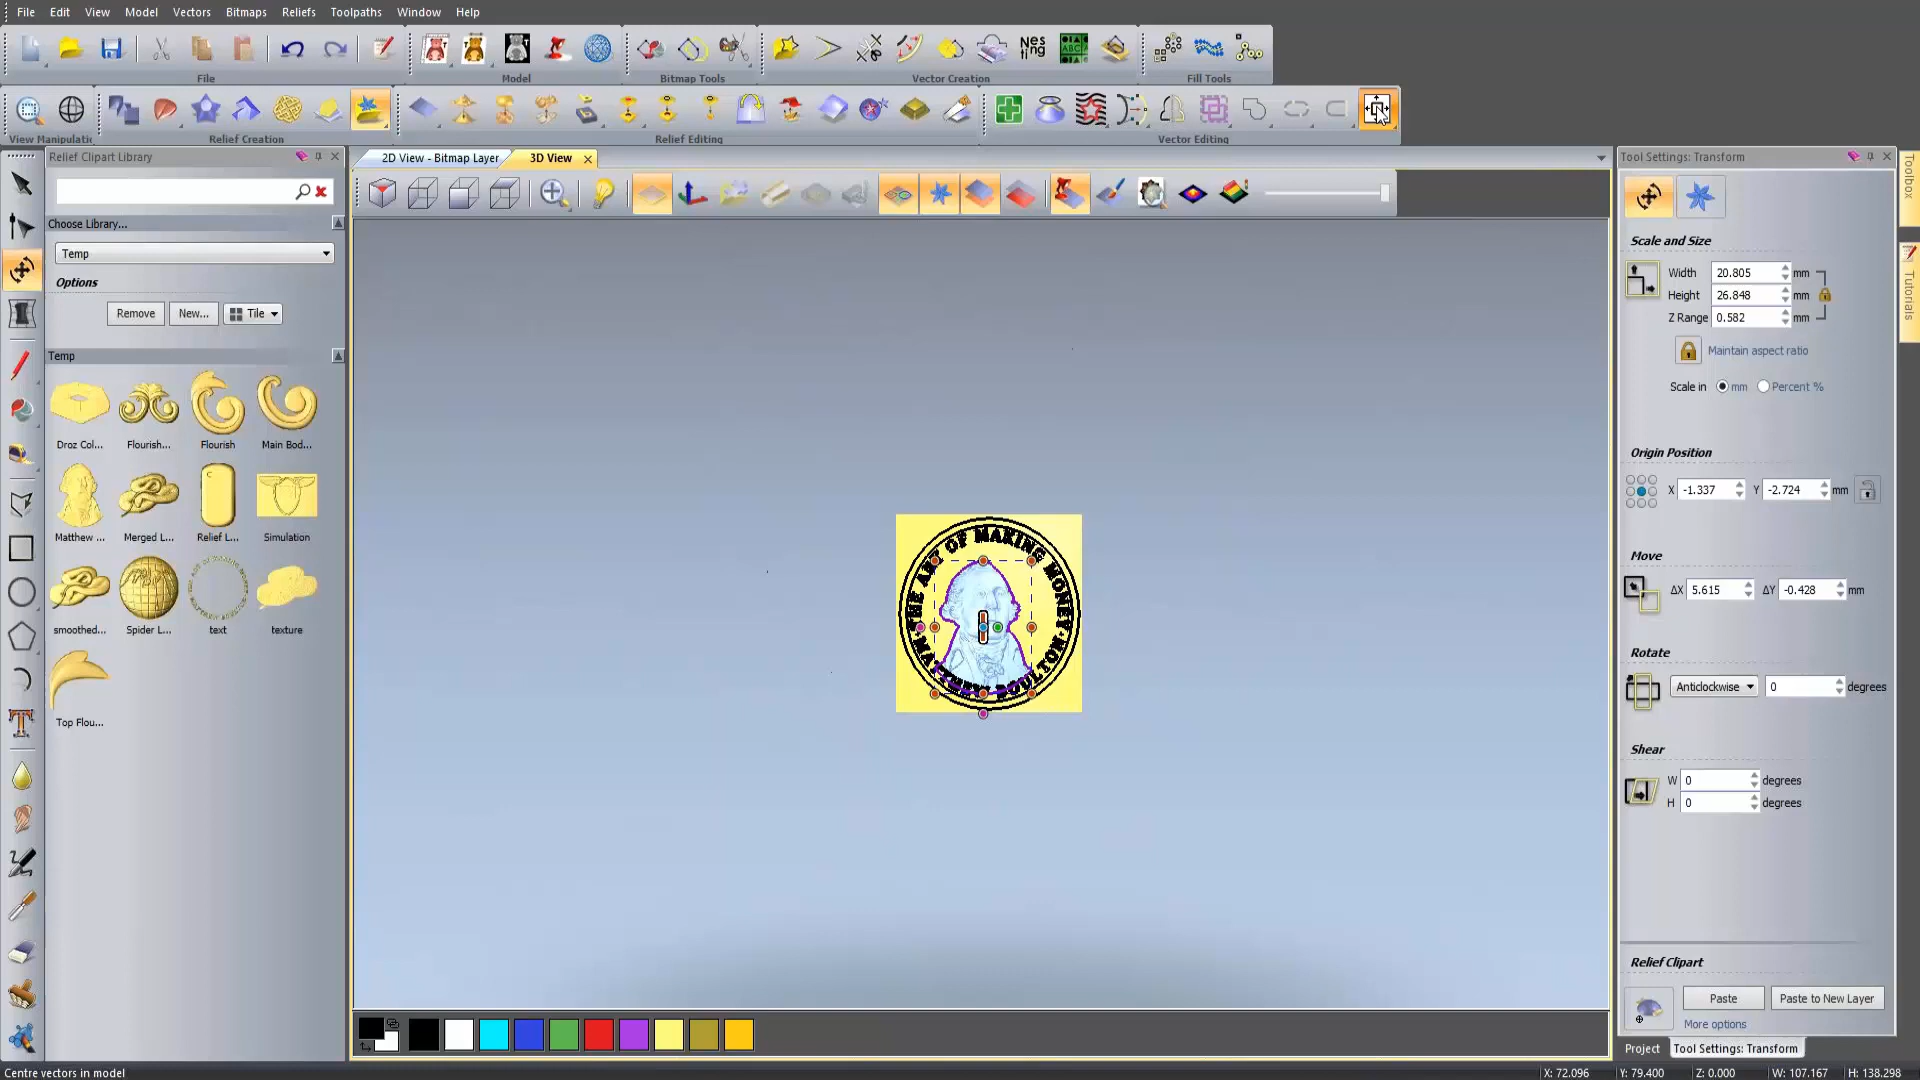 File Edit View Model Vectors Bitmaps Reliefs Toolpaths Window Help
Nes
ting
ABC
File Model Bitmap Tools Vector Creation Fill Tools
View Manipulatic Relief Creation Relief Editing Vector Editing
Relief Clipart Library
Choose Library...
Temp
Options
Remove New... Tile
Temp
Droz Col... Flourish... Flourish Main Bod...
Matthew ... Merged L... Relief L... Simulation
smoothed... Spider L... text texture
Top Flou...
2D View - Bitmap Layer 3D View
THE ART OF MAKING MONEY
MATTHEW BOULTON
Tool Settings: Transform
Scale and Size
Width 20.805 mm
Height 26.848 mm
Z Range 0.582 mm
Maintain aspect ratio
Scale in mm Percent %
Origin Position
X -1.337 Y -2.724 mm
Move
ΔX 5.615 ΔY -0.428 mm
Rotate
Anticlockwise 0 degrees
Shear
W 0 degrees
H 0 degrees
Relief Clipart
Paste Paste to New Layer
More options
Project Tool Settings: Transform
Toolbox
Tutorials
Centre vectors in model X: 72.096 Y: 79.400 Z: 0.000 W: 107.167 H: 138.298